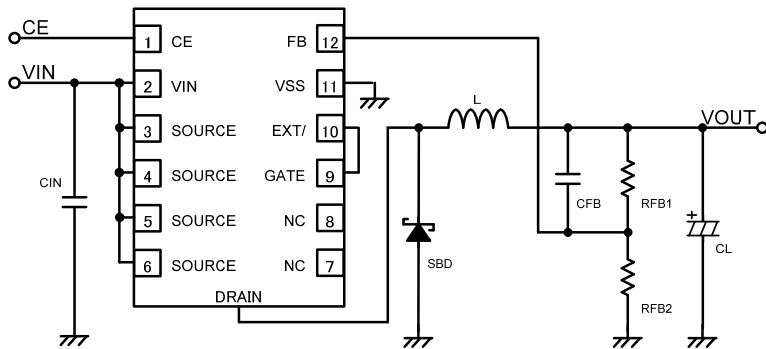 CE
VIN
1 CE
2 VIN
3 SOURCE
4 SOURCE
5 SOURCE
6 SOURCE
FB 12
VSS 11
EXT/ 10
GATE 9
NC 8
NC 7
DRAIN
CIN
L
SBD
CFB
RFB1
RFB2
+
CL
VOUT